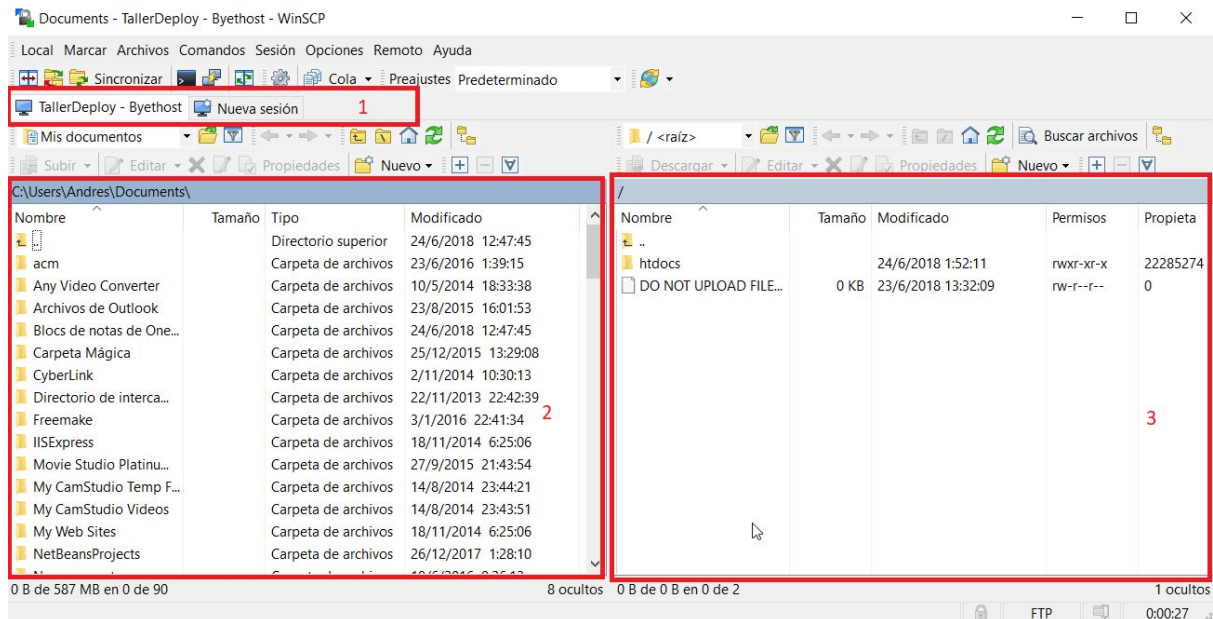 Documents - TallerDeploy - Byethost - WinSCP
Local Marcar Archivos Comandos Sesión Opciones Remoto Ayuda
Sincronizar Cola Preajustes Predeterminado
TallerDeploy - Byethost Nueva sesión 1
Mis documentos / <raíz> Buscar archivos
Subir Editar Propiedades Nuevo Descargar Editar Propiedades Nuevo
C:\Users\Andres\Documents\ /
Nombre Tamaño Tipo Modificado Nombre Tamaño Modificado Permisos Propieta
.. Directorio superior 24/6/2018 12:47:45 ..
acm Carpeta de archivos 23/6/2016 1:39:15 htdocs 24/6/2018 1:52:11 rwxr-xr-x 22285274
Any Video Converter Carpeta de archivos 10/5/2014 18:33:38 DO NOT UPLOAD FILE... 0 KB 23/6/2018 13:32:09 rw-r--r-- 0
Archivos de Outlook Carpeta de archivos 23/8/2015 16:01:53
Blocs de notas de One... Carpeta de archivos 24/6/2018 12:47:45
Carpeta Mágica Carpeta de archivos 25/12/2015 13:29:08
CyberLink Carpeta de archivos 2/11/2014 10:30:13
Directorio de interca... Carpeta de archivos 22/11/2013 22:42:39
Freemake Carpeta de archivos 3/1/2016 22:41:34 2 3
IISExpress Carpeta de archivos 18/11/2014 6:25:06
Movie Studio Platinu... Carpeta de archivos 27/9/2015 21:43:54
My CamStudio Temp F... Carpeta de archivos 14/8/2014 23:44:21
My CamStudio Videos Carpeta de archivos 14/8/2014 23:43:51
My Web Sites Carpeta de archivos 18/11/2014 6:25:06
NetBeansProjects Carpeta de archivos 26/12/2017 1:28:10
0 B de 587 MB en 0 de 90 8 ocultos 0 B de 0 B en 0 de 2 1 ocultos
FTP 0:00:27